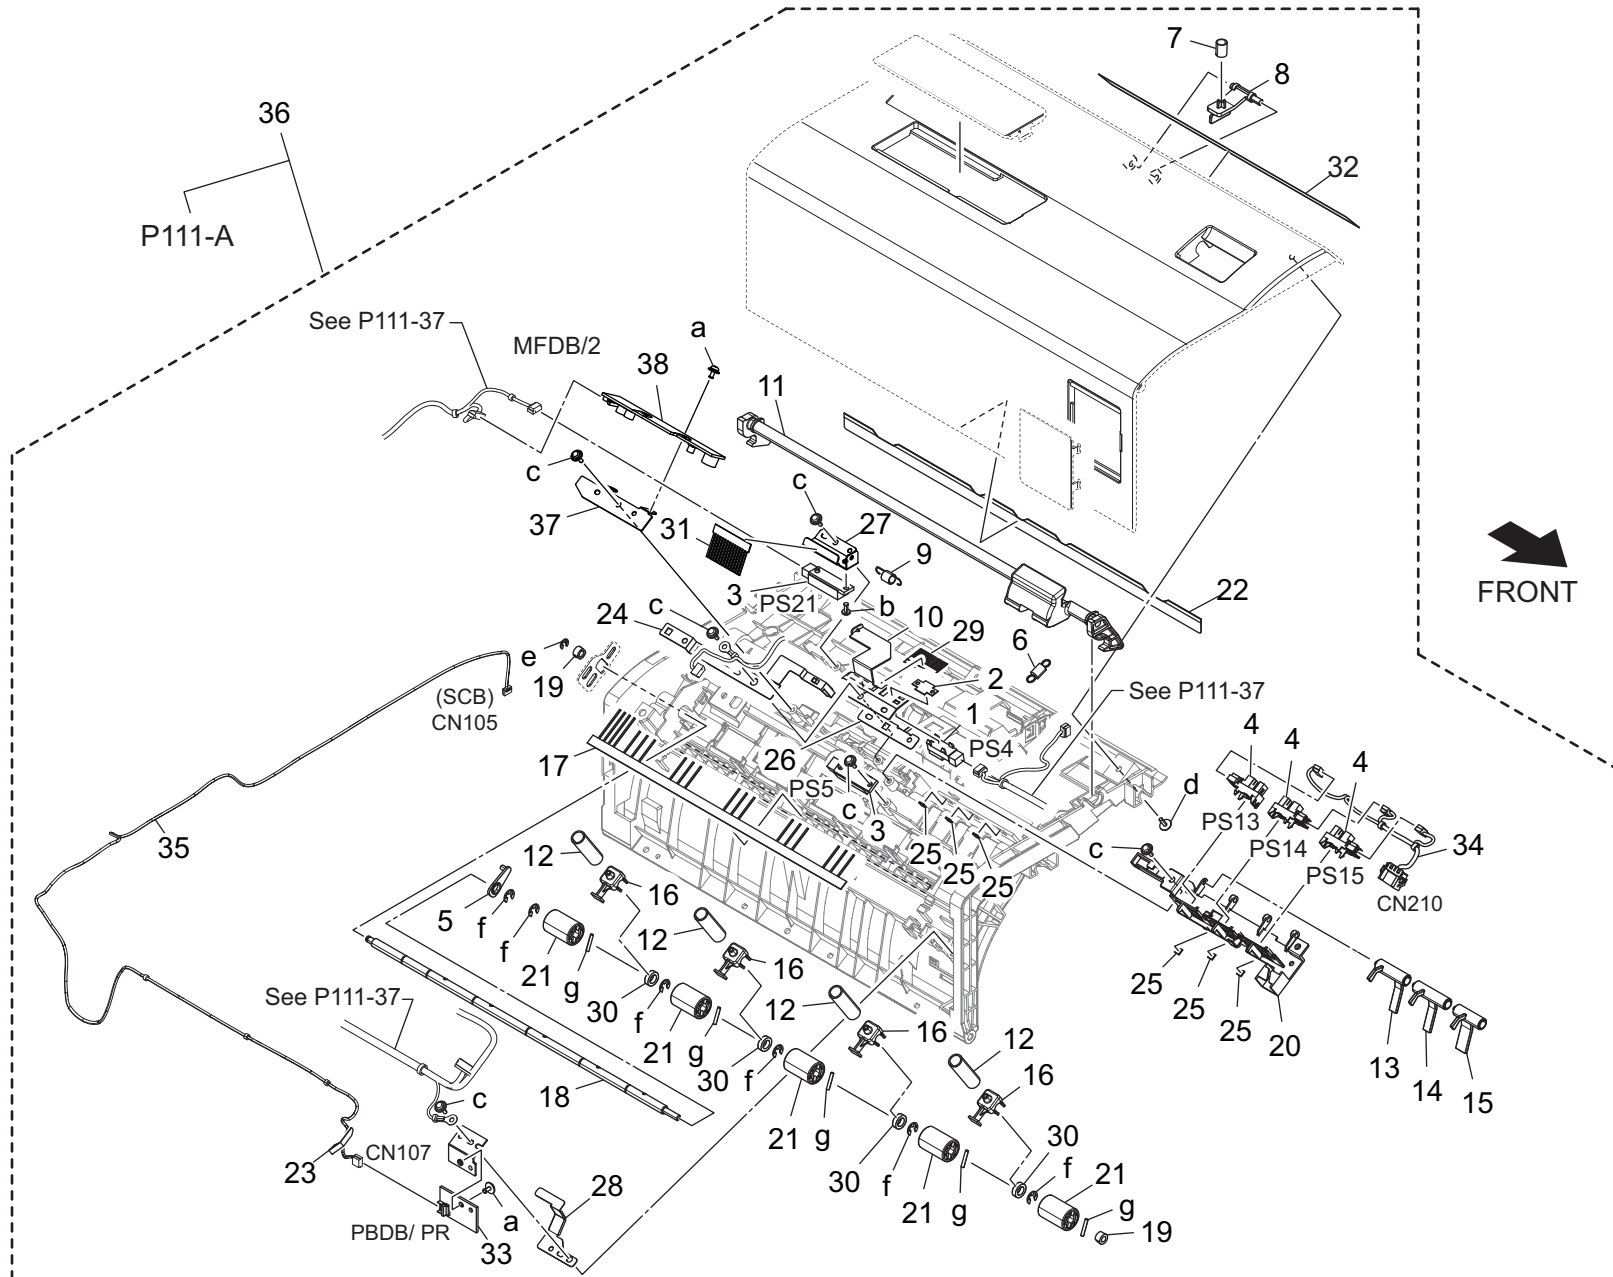 7
8
36
32
P111-A
See P111-37
MFDB/2
a
38
11
c
c
37
31
27
9
FRONT
3
PS21
b
22
c
24
10
29
6
e
2
19
See P111-37
(SCB)
CN105
1
4
4
4
PS4
17
26
PS5
d
c
3
PS13
PS14
PS15
34
35
12
25
25
25
c
CN210
16
5
f
f
12
16
21
g
25
25
25
30
f
12
16
See P111-37
21
g
20
12
13
14
15
30
f
16
18
21
g
c
30
f
30
f
21
23
CN107
28
21
g
g
19
PBDB/ PR
33
a